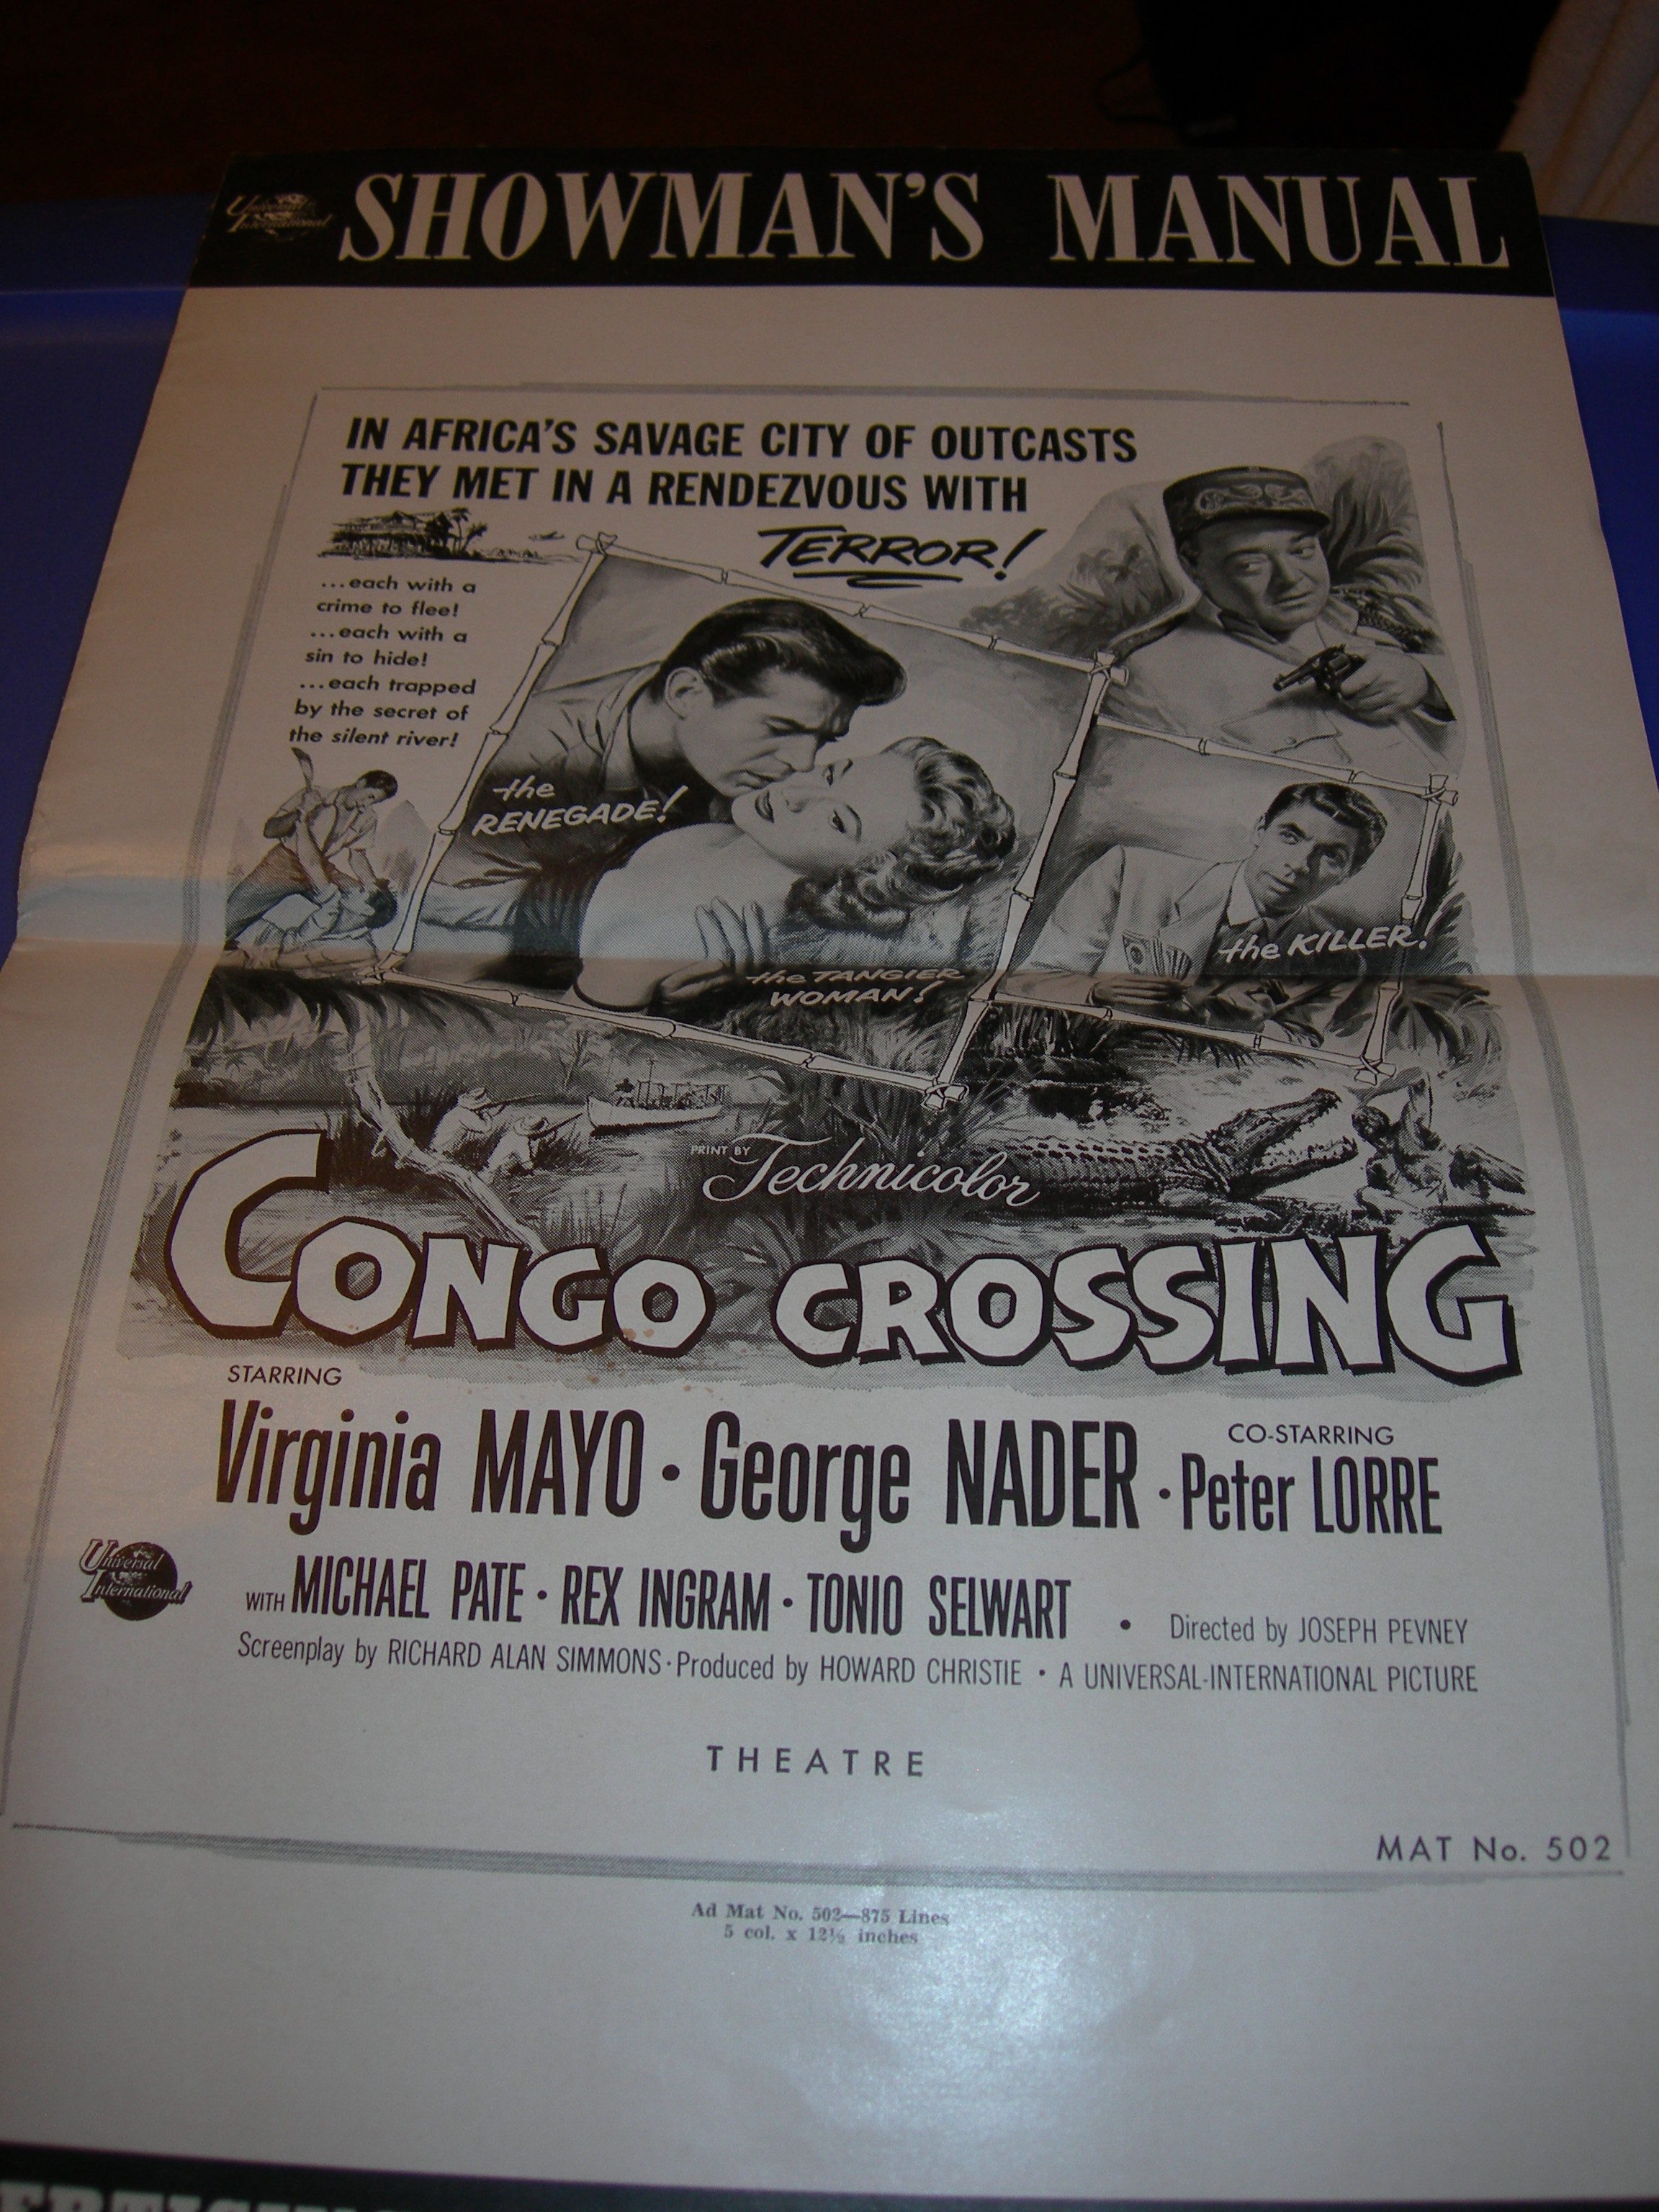 Universal International
SHOWMAN'S MANUAL
IN AFRICA'S SAVAGE CITY OF OUTCASTS
THEY MET IN A RENDEZVOUS WITH
TERROR!
...each with a
crime to flee!
...each with a
sin to hide!
...each trapped
by the secret of
the silent river!
the
RENEGADE!
the TANGIER
WOMAN!
the KILLER!
PRINT BY Technicolor
CONGO CROSSING
STARRING
Virginia MAYO · George NADER ·
CO-STARRING
Peter LORRE
Universal
International
WITH MICHAEL PATE · REX INGRAM · TONIO SELWART • Directed by JOSEPH PEVNEY
Screenplay by RICHARD ALAN SIMMONS · Produced by HOWARD CHRISTIE • A UNIVERSAL-INTERNATIONAL PICTURE
THEATRE
MAT No. 502
Ad Mat No. 502—875 Lines
5 col. x 12½ inches